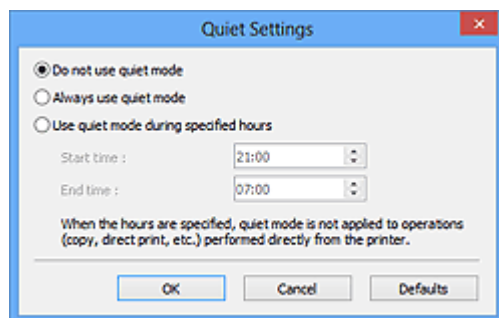 Quiet Settings
Do not use quiet mode
Always use quiet mode
Use quiet mode during specified hours
Start time : 21:00
End time : 07:00
When the hours are specified, quiet mode is not applied to operations
(copy, direct print, etc.) performed directly from the printer.
OK Cancel Defaults